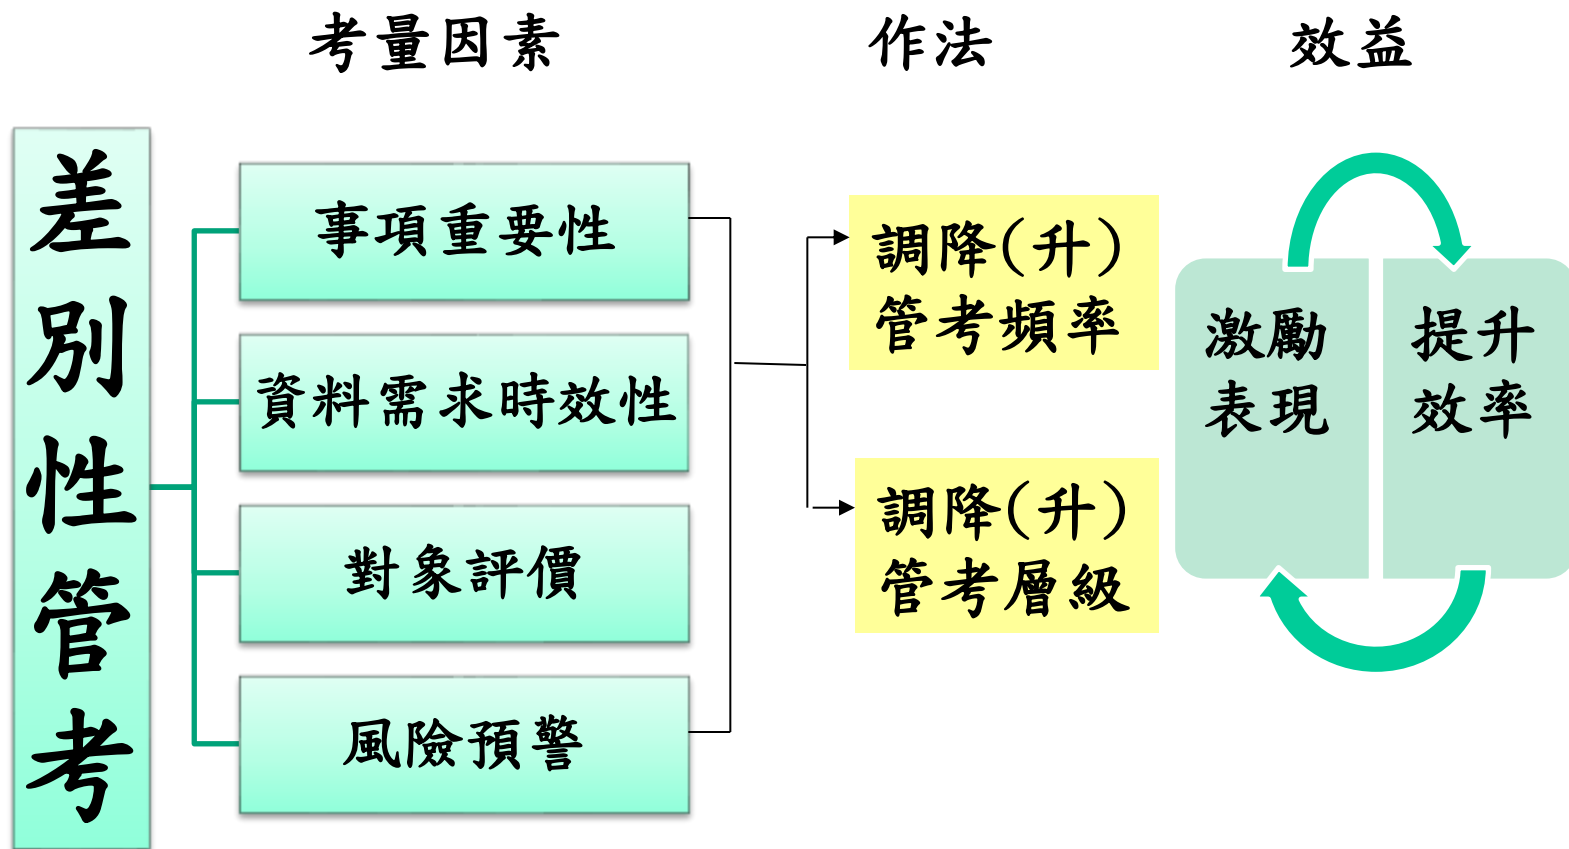 考量因素
作法
效益
差別性管考
事項重要性
資料需求時效性
對象評價
風險預警
調降(升)
管考頻率
調降(升)
管考層級
激勵
表現
提升
效率